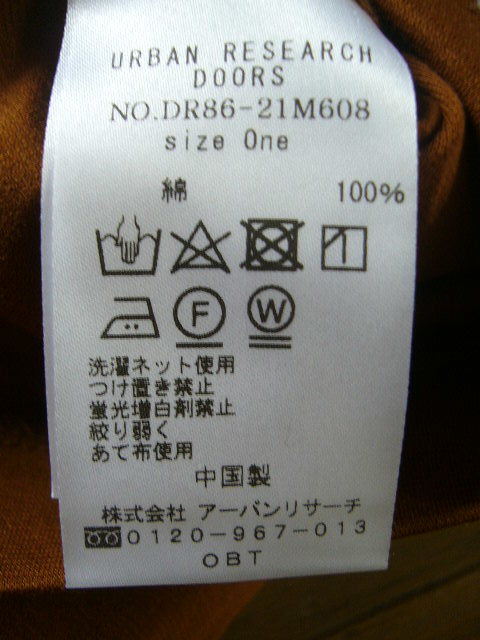 URBAN RESEARCH
DOORS
NO.DR86-21M608
size One
綿 100%
F W
洗濯ネット使用
つけ置き禁止
蛍光増白剤禁止
絞り弱く
あて布使用
中国製
株式会社 アーバンリサーチ
0120-967-013
OBT